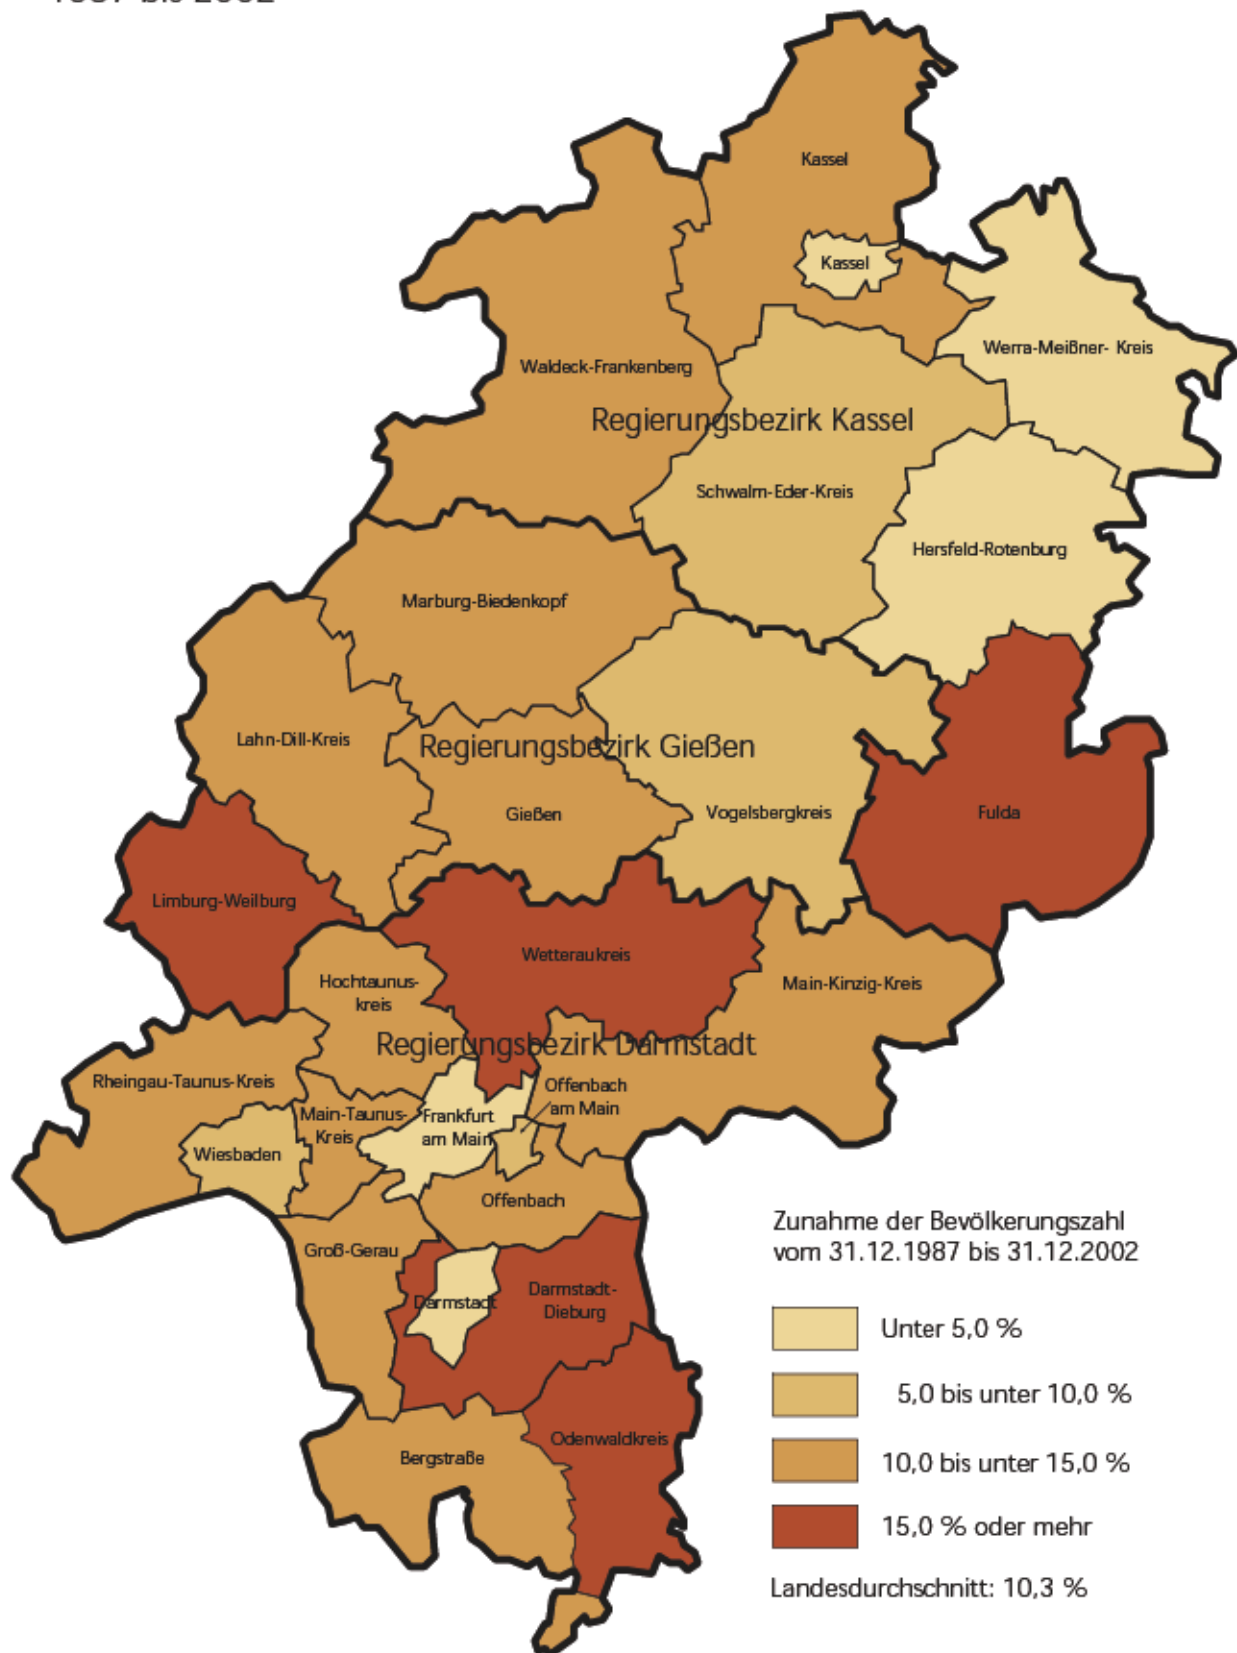 1987 bis 2002
Kassel
Kassel
Werra-Meißner- Kreis
Waldeck-Frankenberg
Regierungsbezirk Kassel
Schwalm-Eder-Kreis
Hersfeld-Rotenburg
Marburg-Biedenkopf
Lahn-Dill-Kreis
Regierungsbezirk Gießen
Gießen
Vogelsbergkreis
Fulda
Limburg-Weilburg
Wetteraukreis
Hochtaunus-
kreis
Main-Kinzig-Kreis
Regierungsbezirk Darmstadt
Rheingau-Taunus-Kreis
Offenbach
am Main
Main-Taunus-
Kreis
Frankfurt
am Main
Wiesbaden
Offenbach
Groß-Gerau
Darmstadt
Darmstadt-
Dieburg
Odenwaldkreis
Bergstraße
Zunahme der Bevölkerungszahl
vom 31.12.1987 bis 31.12.2002
Unter 5,0 %
5,0 bis unter 10,0 %
10,0 bis unter 15,0 %
15,0 % oder mehr
Landesdurchschnitt: 10,3 %